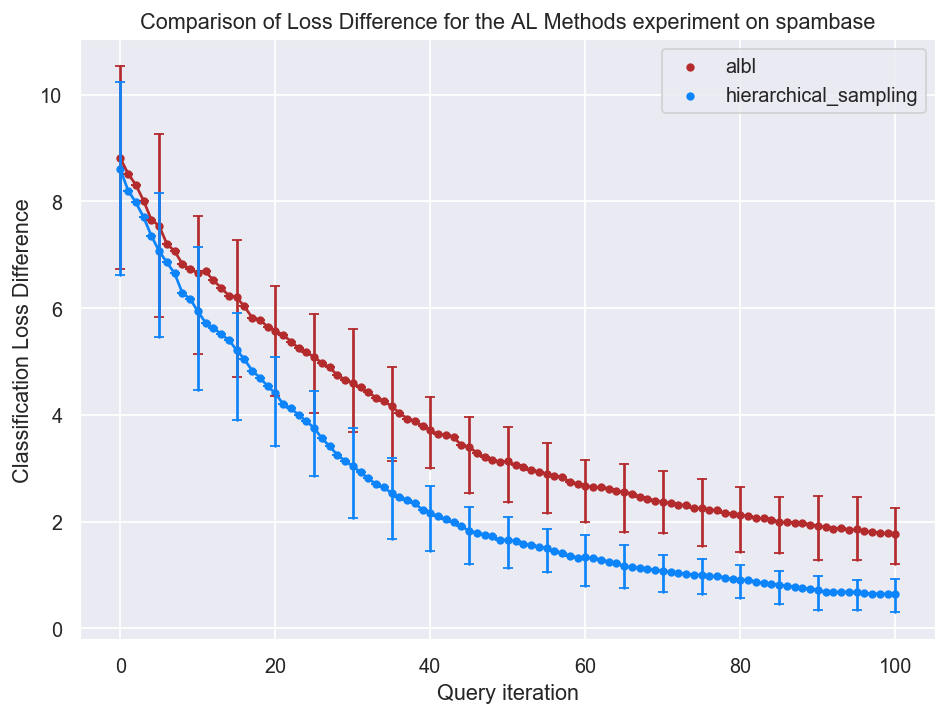 Comparison of Loss Difference for the AL Methods experiment on spambase
albl
hierarchical_sampling
Classification Loss Difference
10
8
6
4
2
0
0 20 40 60 80 100
Query iteration